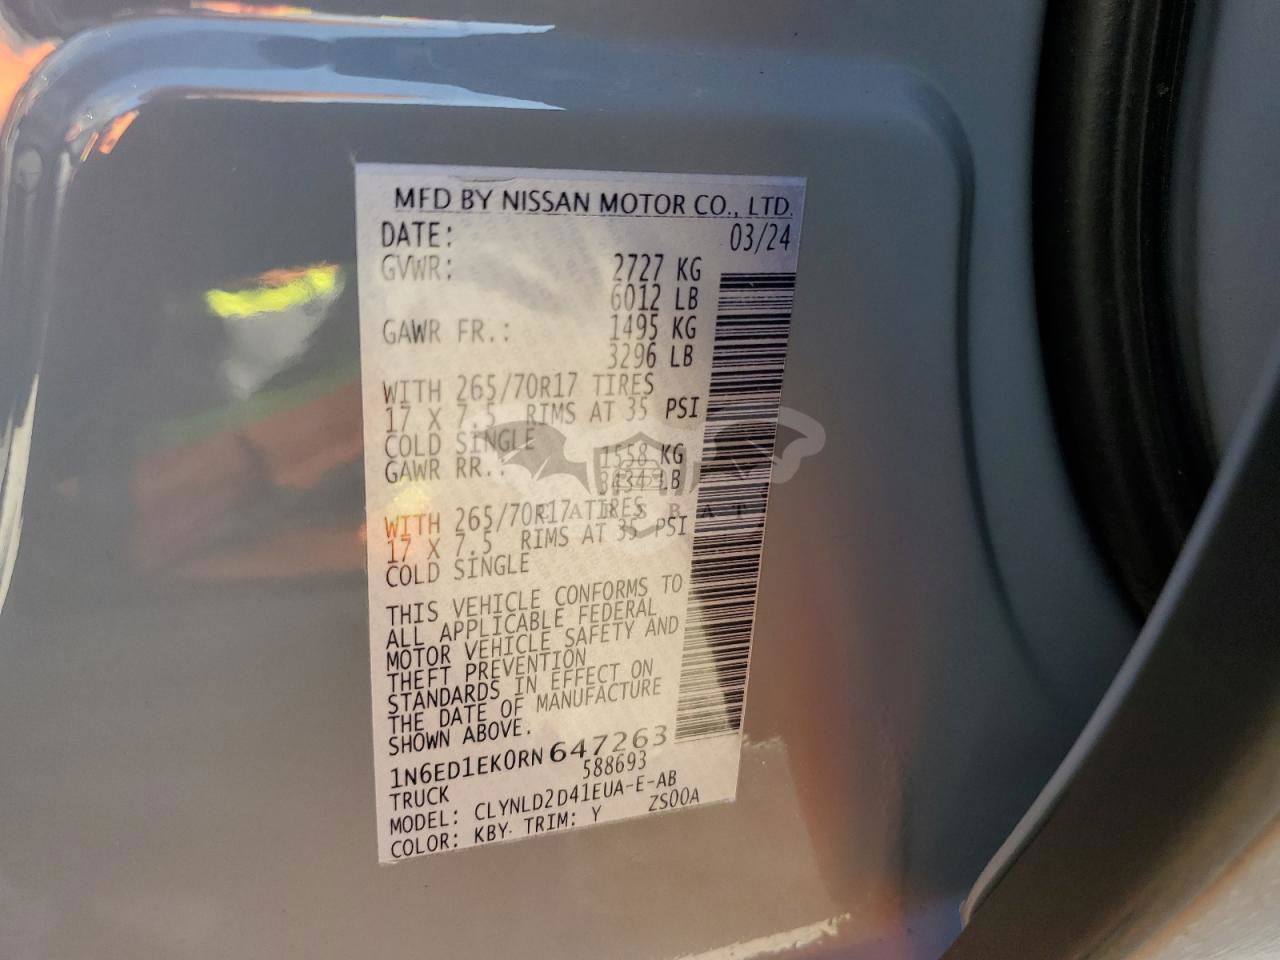 MFD BY NISSAN MOTOR CO., LTD.
DATE: 03/24
GVWR: 2727 KG
6012 LB
GAWR FR.: 1495 KG
3296 LB
WITH 265/70R17 TIRES
17 X 7.5 RIMS AT 35 PSI
COLD SINGLE
GAWR RR.: 1558 KG
3434 LB
WITH 265/70R17 TIRES
17 X 7.5 RIMS AT 35 PSI
COLD SINGLE
THIS VEHICLE CONFORMS TO
ALL APPLICABLE FEDERAL
MOTOR VEHICLE SAFETY AND
THEFT PREVENTION
STANDARDS IN EFFECT ON
THE DATE OF MANUFACTURE
SHOWN ABOVE.
1N6ED1EK0RN647263
TRUCK 588693
MODEL: CLYNLD2D41EUA-E-AB
COLOR: KBY TRIM: Y ZS00A